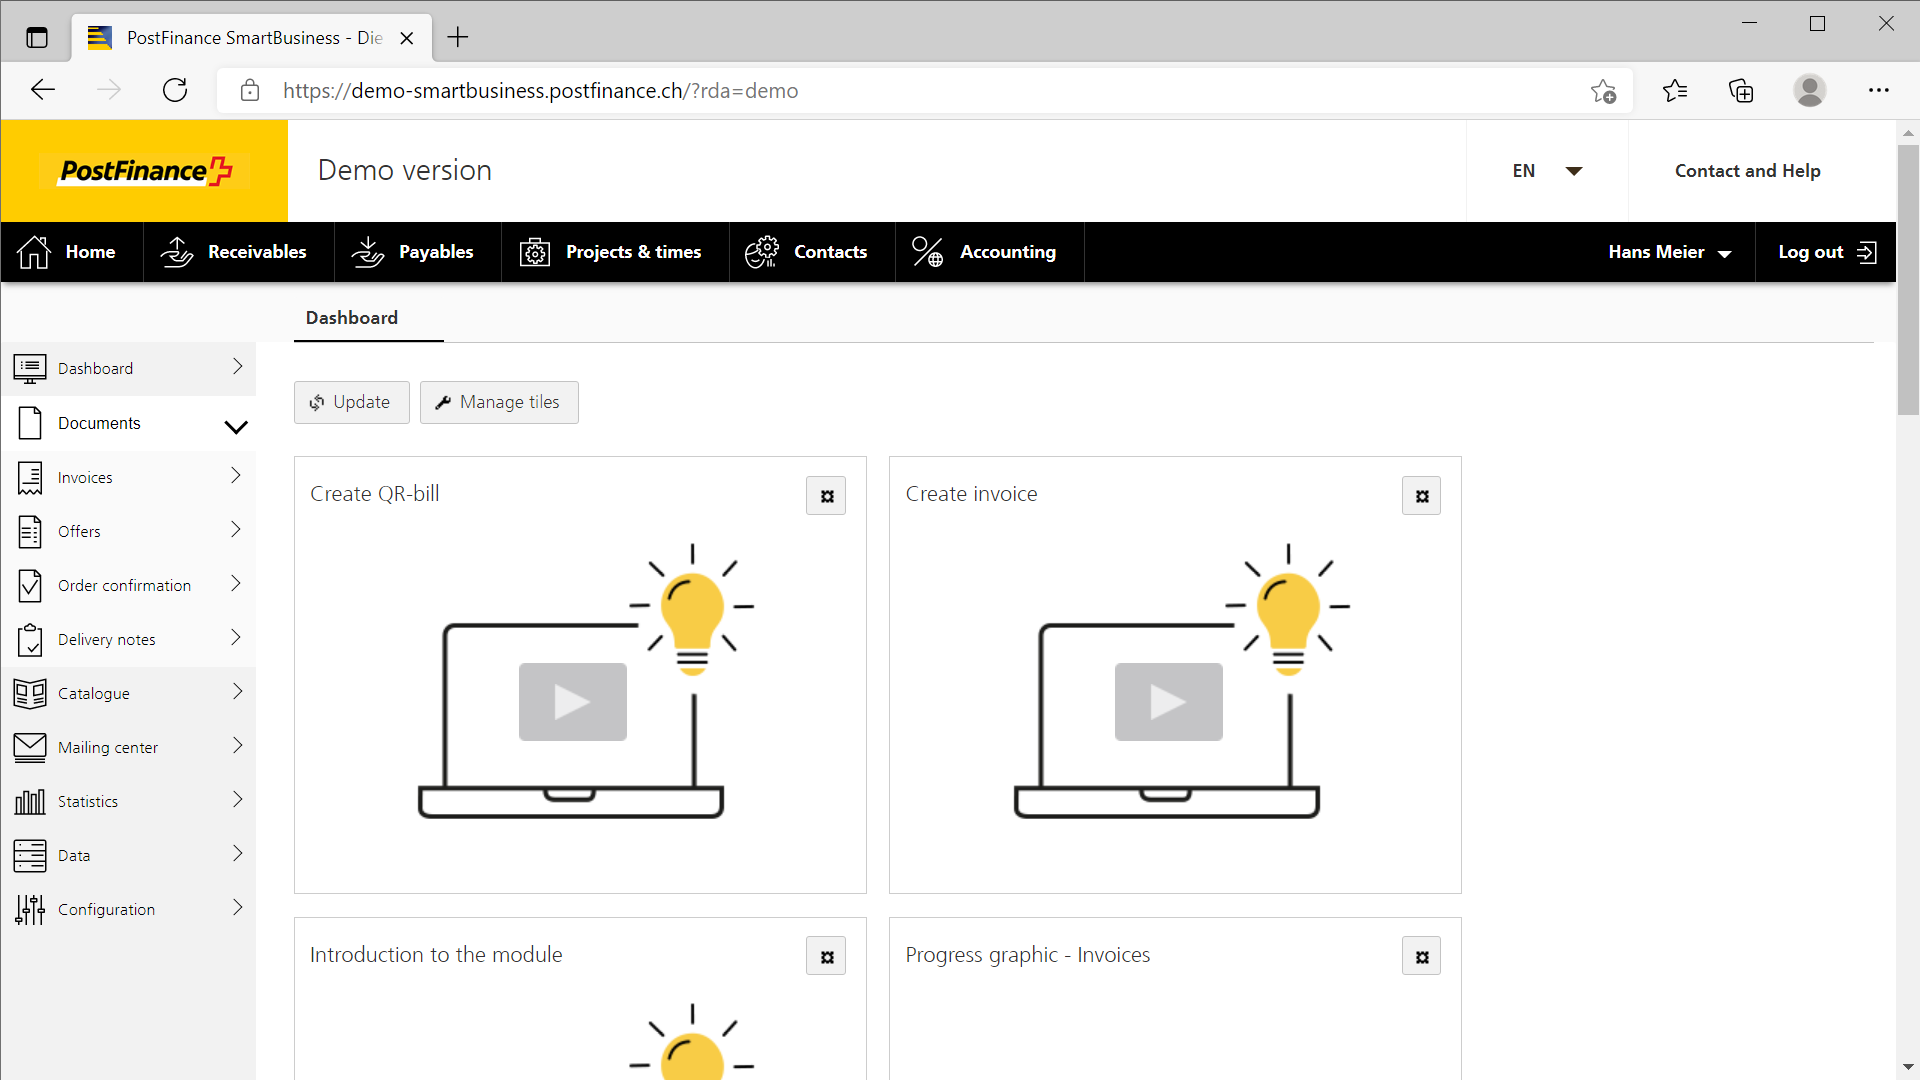 PostFinance SmartBusiness - Die
https://demo-smartbusiness.postfinance.ch/?rda=demo
PostFinance
Demo version
EN
Contact and Help
Home
Receivables
Payables
Projects & times
Contacts
Accounting
Hans Meier
Log out
Dashboard
Dashboard
Documents
Invoices
Offers
Order confirmation
Delivery notes
Catalogue
Mailing center
Statistics
Data
Configuration
Update
Manage tiles
Create QR-bill
Create invoice
Introduction to the module
Progress graphic - Invoices